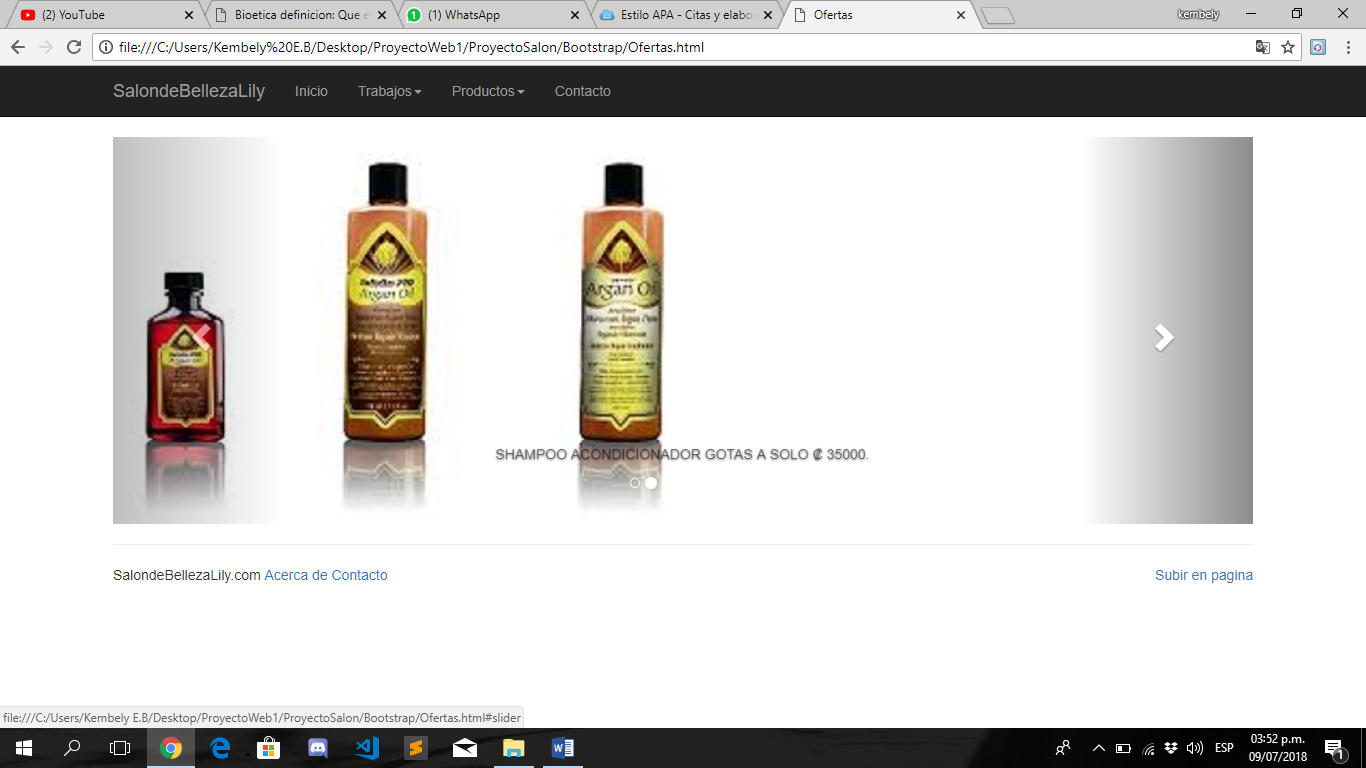 (2) YouTube
Bioetica definicion: Que e
(1) WhatsApp
Estilo APA - Citas y elabo
Ofertas
kembely
file:///C:/Users/Kembely%20E.B/Desktop/ProyectoWeb1/ProyectoSalon/Bootstrap/Ofertas.html
SalondeBellezaLily Inicio Trabajos Productos Contacto
Argan Oil
Argan Oil
SHAMPOO ACONDICIONADOR GOTAS A SOLO ₡ 35000.
SalondeBellezaLily.com Acerca de Contacto
Subir en pagina
file:///C:/Users/Kembely E.B/Desktop/ProyectoWeb1/ProyectoSalon/Bootstrap/Ofertas.html#slider
ESP
03:52 p.m.
09/07/2018
1